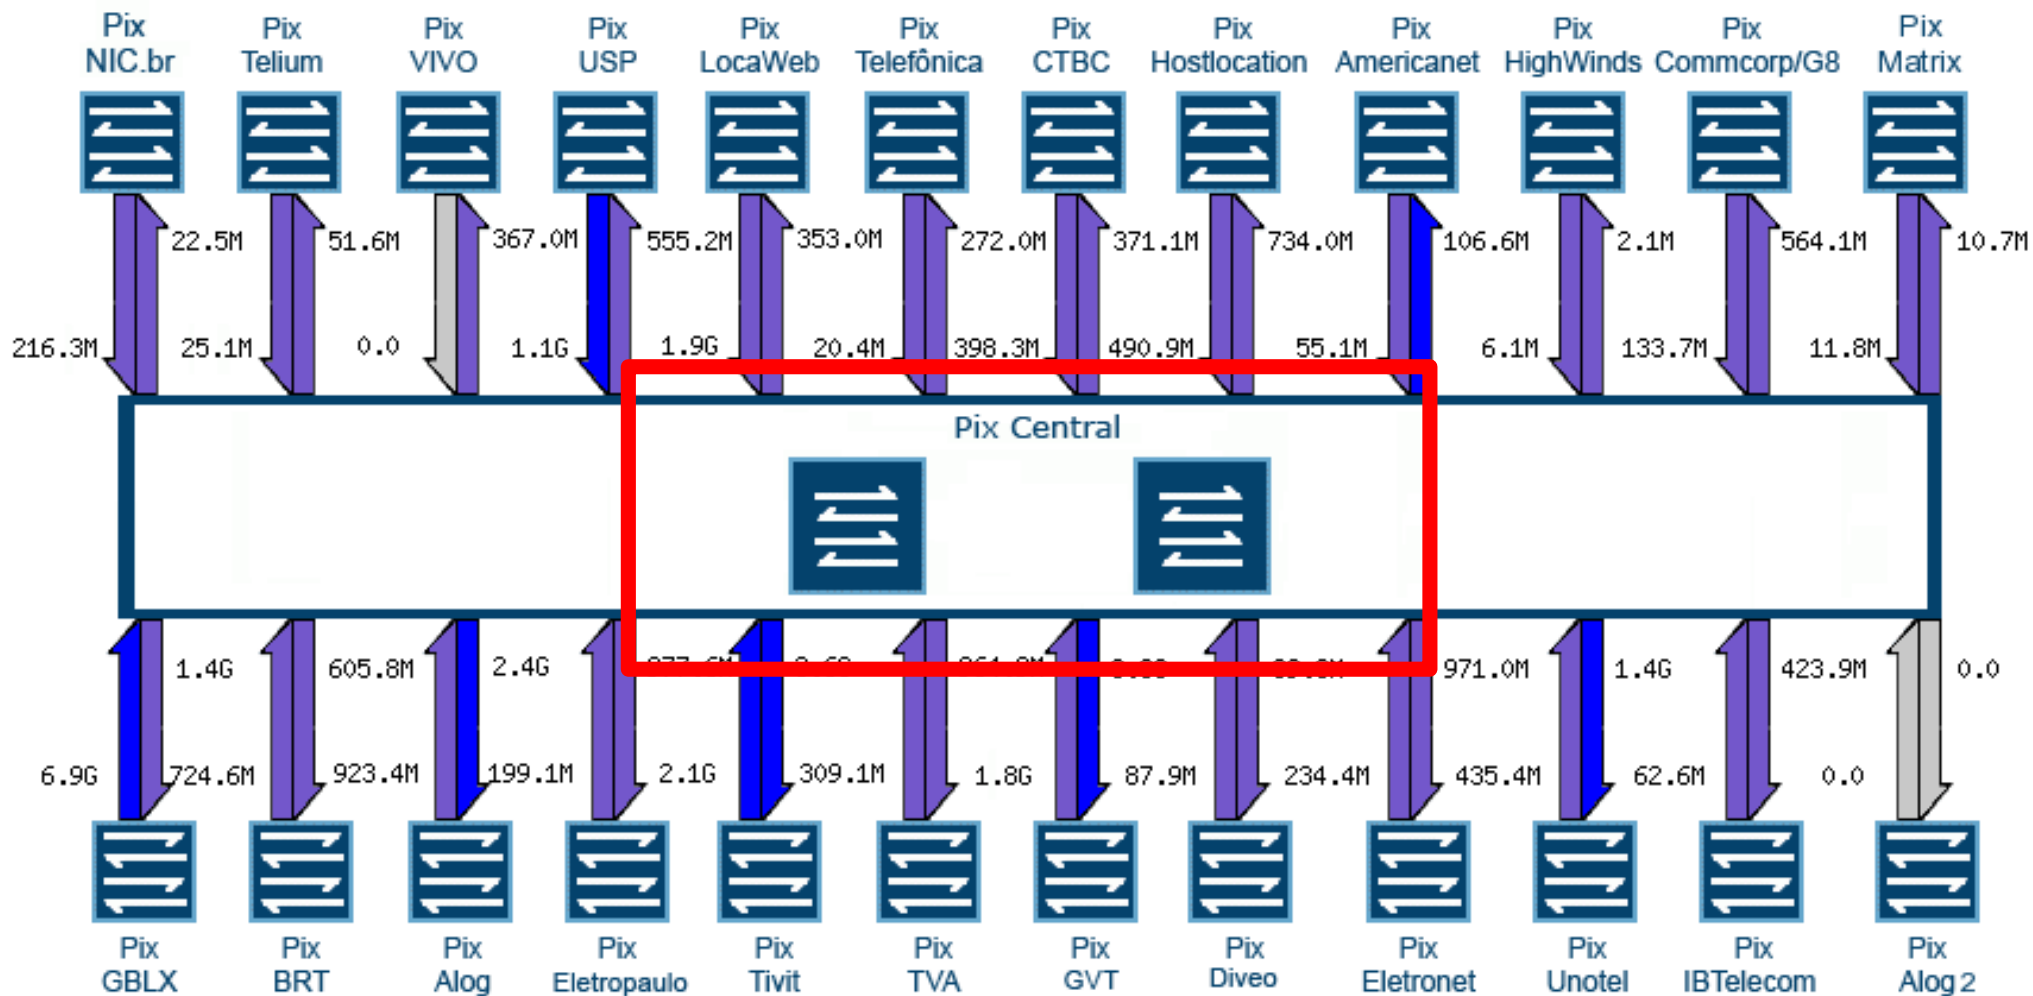 Pix Pix Pix Pix Pix Pix Pix Pix Pix Pix Pix Pix
NIC.br Telium VIVO USP LocaWeb Telefônica CTBC Hostlocation Americanet HighWinds Commcorp/G8 Matrix
22.5M 51.6M 367.0M 555.2M 353.0M 272.0M 371.1M 734.0M 106.6M 2.1M 564.1M 10.7M
216.3M 25.1M 0.0 1.1G 1.9G 20.4M 398.3M 490.9M 55.1M 6.1M 133.7M 11.8M
Pix Central
1.4G 605.8M 2.4G 971.0M 1.4G 423.9M 0.0
6.9G 724.6M 923.4M 199.1M 2.1G 309.1M 1.8G 87.9M 234.4M 435.4M 62.6M 0.0
Pix Pix Pix Pix Pix Pix Pix Pix Pix Pix Pix Pix
GBLX BRT Alog Eletropaulo Tivit TVA GVT Diveo Eletronet Unotel IBTelecom Alog 2